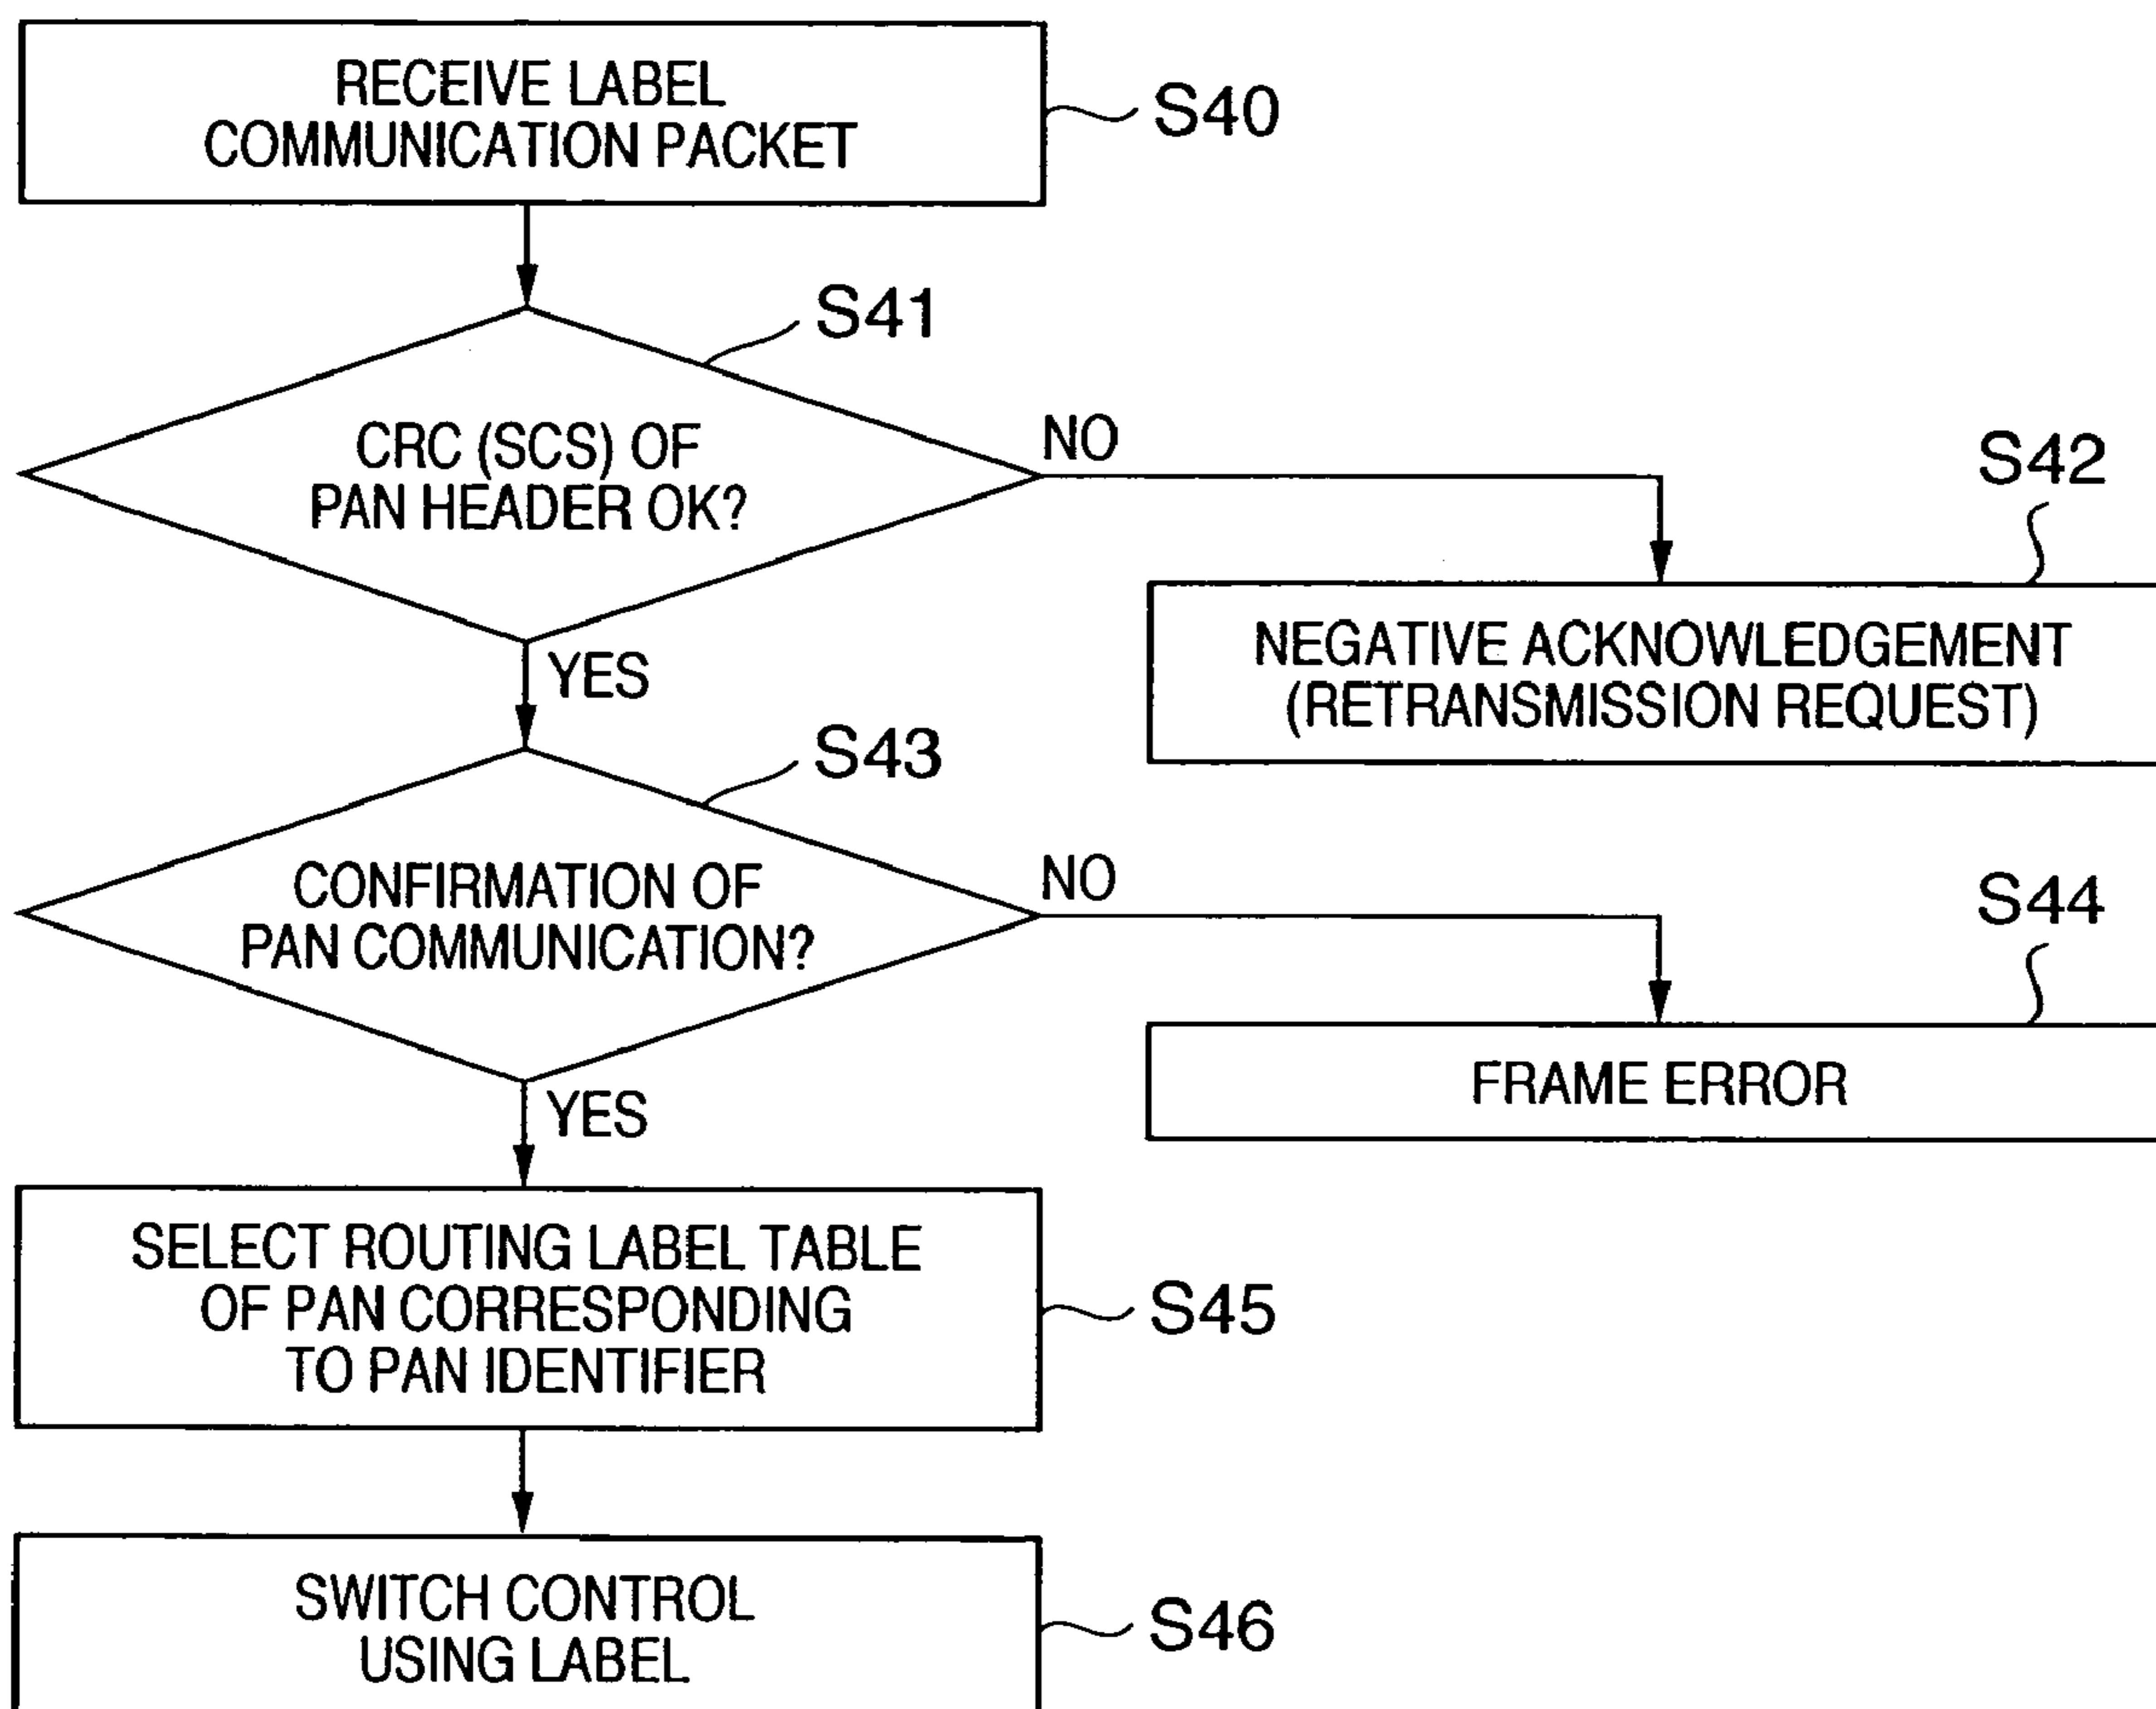 RECEIVE LABEL
COMMUNICATION PACKET
S40
S41
CRC (SCS) OF
PAN HEADER OK?
NO
S42
NEGATIVE ACKNOWLEDGEMENT
(RETRANSMISSION REQUEST)
YES
S43
CONFIRMATION OF
PAN COMMUNICATION?
NO
S44
FRAME ERROR
YES
SELECT ROUTING LABEL TABLE
OF PAN CORRESPONDING
TO PAN IDENTIFIER
S45
SWITCH CONTROL
USING LABEL
S46